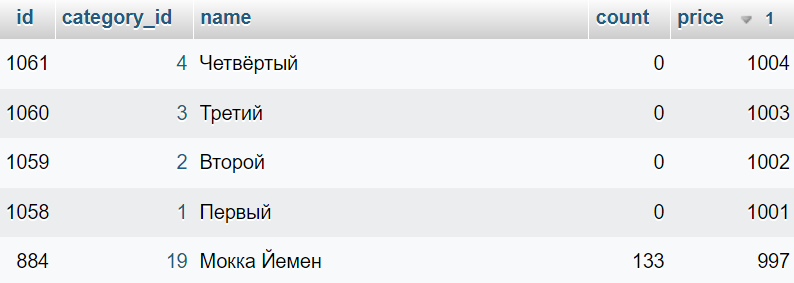 id category_id name count price 1
1061 4 Четвёртый 0 1004
1060 3 Третий 0 1003
1059 2 Второй 0 1002
1058 1 Первый 0 1001
884 19 Мокка Йемен 133 997